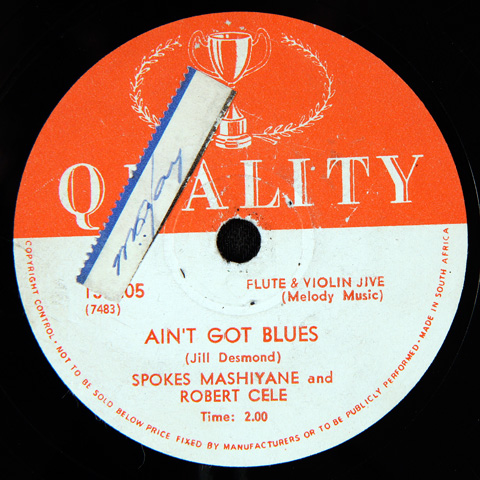 QUALITY
05
(7483)
FLUTE & VIOLIN JIVE
(Melody Music)
AIN'T GOT BLUES
(Jill Desmond)
SPOKES MASHIYANE and
ROBERT CELE
Time: 2.00
COPYRIGHT CONTROL · NOT TO BE SOLD BELOW PRICE FIXED BY MANUFACTURERS OR TO BE PUBLICLY PERFORMED · MADE IN SOUTH AFRICA